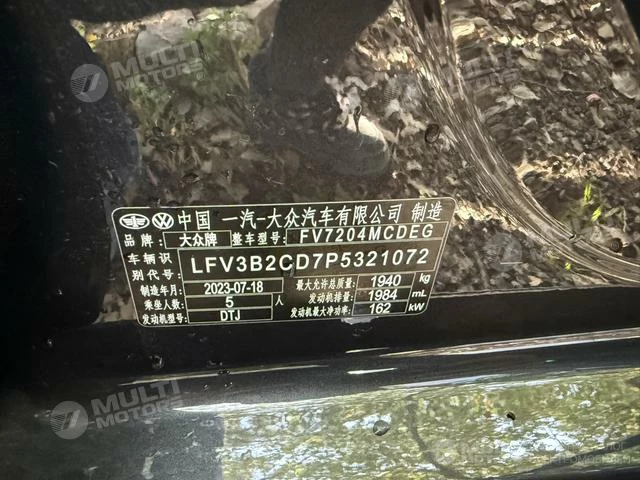 MULTI MOTORS
MULTI MOTORS
中国 一汽-大众汽车有限公司 制造
品牌: 大众牌 整车型号: FV7204MCDEG
车辆识别代号: LFV3B2CD7P5321072
制造年月: 2023-07-18 最大允许总质量: 1940 kg
乘坐人数: 5 人 发动机排量: 1984 mL
发动机型号: DTJ 发动机最大净功率: 162 kW
MULTI MOTORS